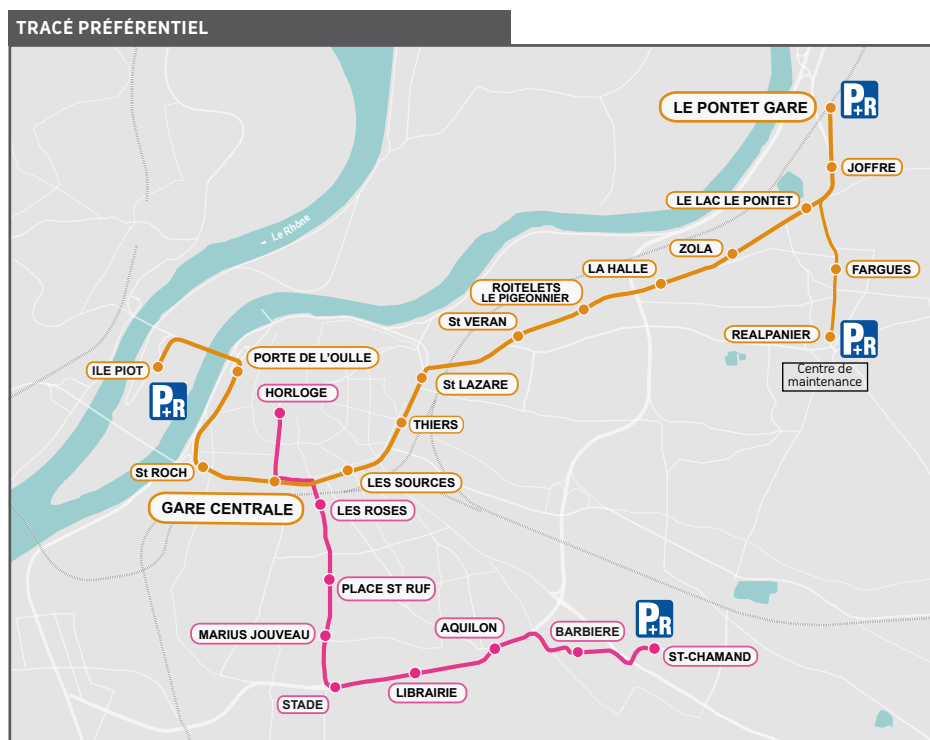 TRACÉ PRÉFÉRENTIEL
LE PONTET GARE
P+R
JOFFRE
LE LAC LE PONTET
Le Rhône
ZOLA
LA HALLE
FARGUES
ROITELETS
LE PIGEONNIER
St VERAN
REALPANIER
P+R
Centre de
maintenance
PORTE DE L’OULLE
ILE PIOT
P+R
HORLOGE
St LAZARE
THIERS
St ROCH
LES SOURCES
GARE CENTRALE
LES ROSES
PLACE ST RUF
P+R
AQUILON
BARBIERE
MARIUS JOUVEAU
ST-CHAMAND
LIBRAIRIE
STADE